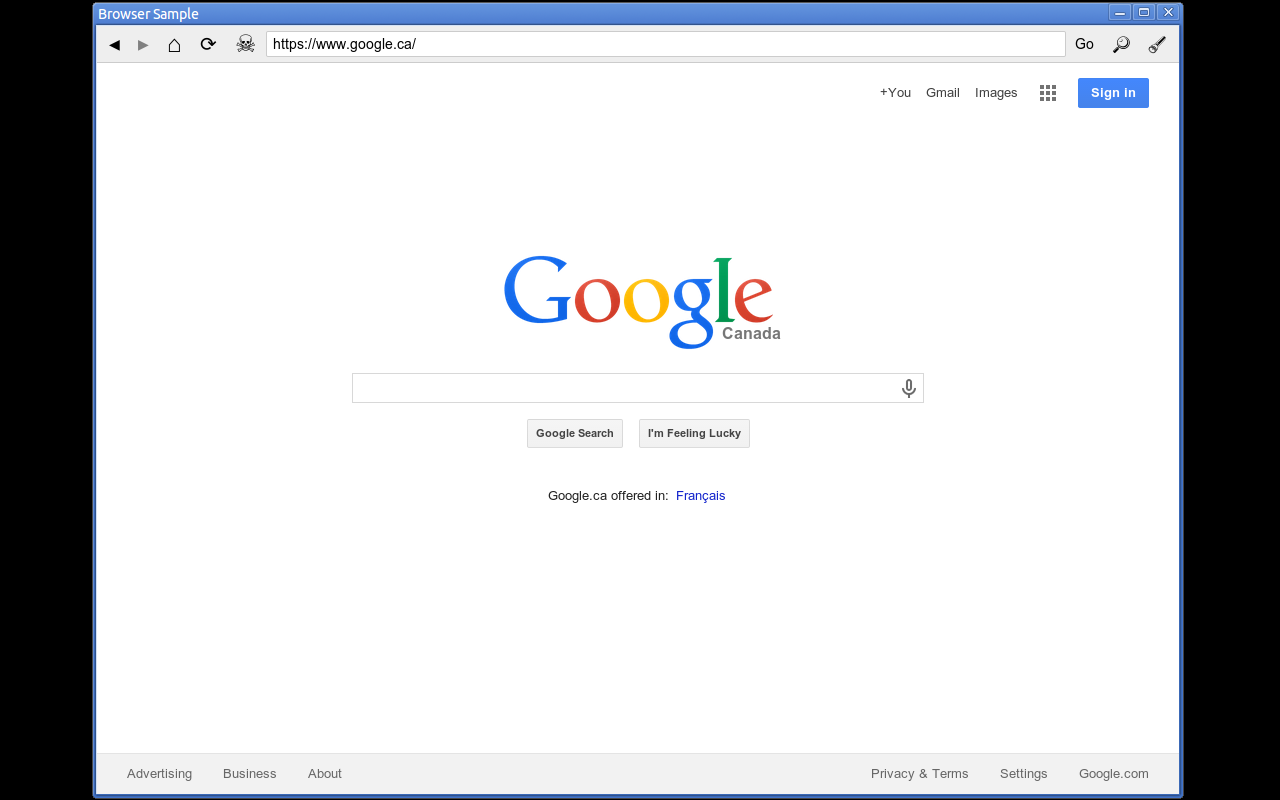 Browser Sample
https://www.google.ca/ Go
+You Gmail Images Sign in
Google
Canada
Google Search I'm Feeling Lucky
Google.ca offered in: Français
Advertising Business About Privacy & Terms Settings Google.com